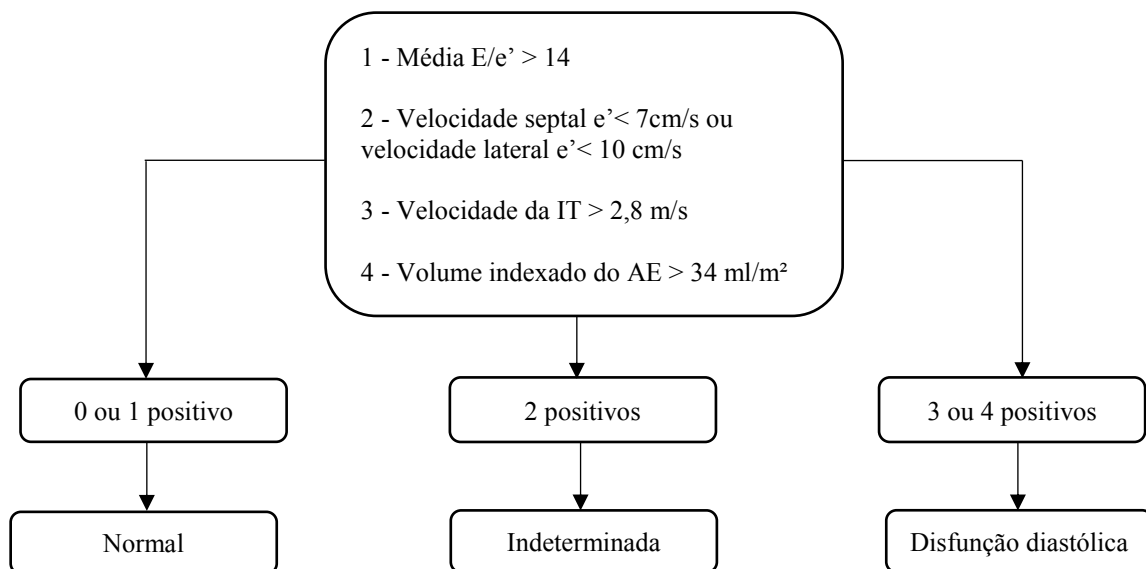 1 - Média E/e’ > 14
2 - Velocidade septal e’< 7cm/s ou
velocidade lateral e’< 10 cm/s
3 - Velocidade da IT > 2,8 m/s
4 - Volume indexado do AE > 34 ml/m²
0 ou 1 positivo
2 positivos
3 ou 4 positivos
Normal
Indeterminada
Disfunção diastólica